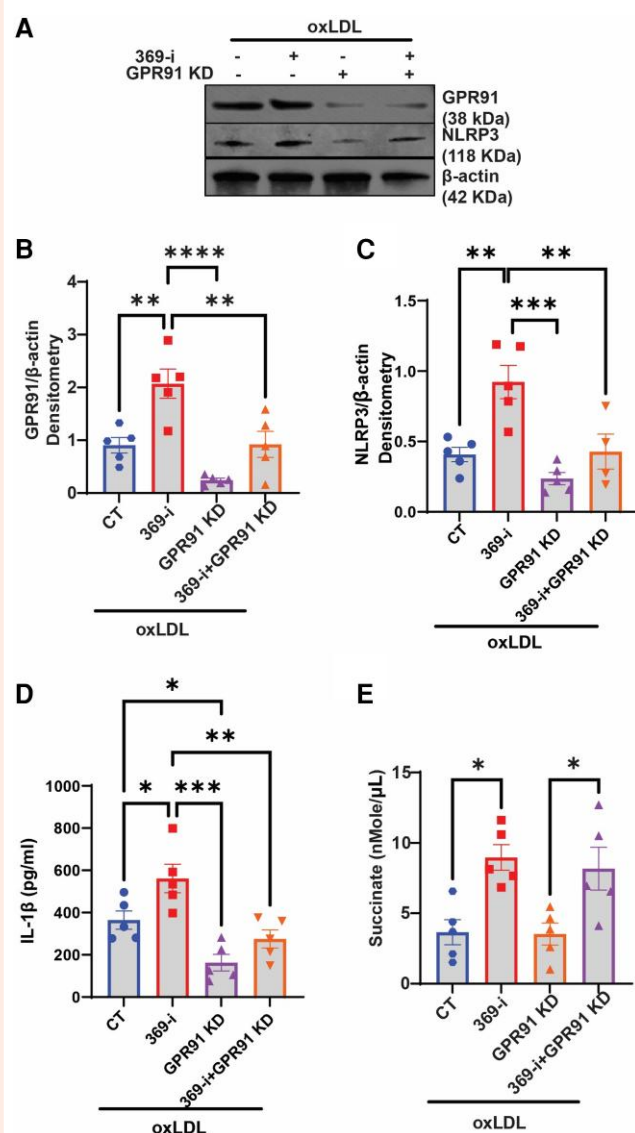 A
oxLDL
369-i - + - +
GPR91 KD - - + +
GPR91
(38 kDa)
NLRP3
(118 KDa)
β-actin
(42 KDa)
B
****
** **
GPR91/β-actin
Densitometry
4
3
2
1
0
CT
369-i
GPR91 KD
369-i+GPR91 KD
oxLDL
C
** **
***
NLRP3/β-actin
Densitometry
1.5
1.0
0.5
0.0
CT
369-i
GPR91 KD
369-i+GPR91 KD
oxLDL
D
*
**
* ***
IL-1β (pg/ml)
1000
800
600
400
200
0
CT
369-i
GPR91 KD
369-i+GPR91 KD
oxLDL
E
* *
Succinate (nMole/µL)
15
10
5
0
CT
369-i
GPR91 KD
369-i+GPR91 KD
oxLDL